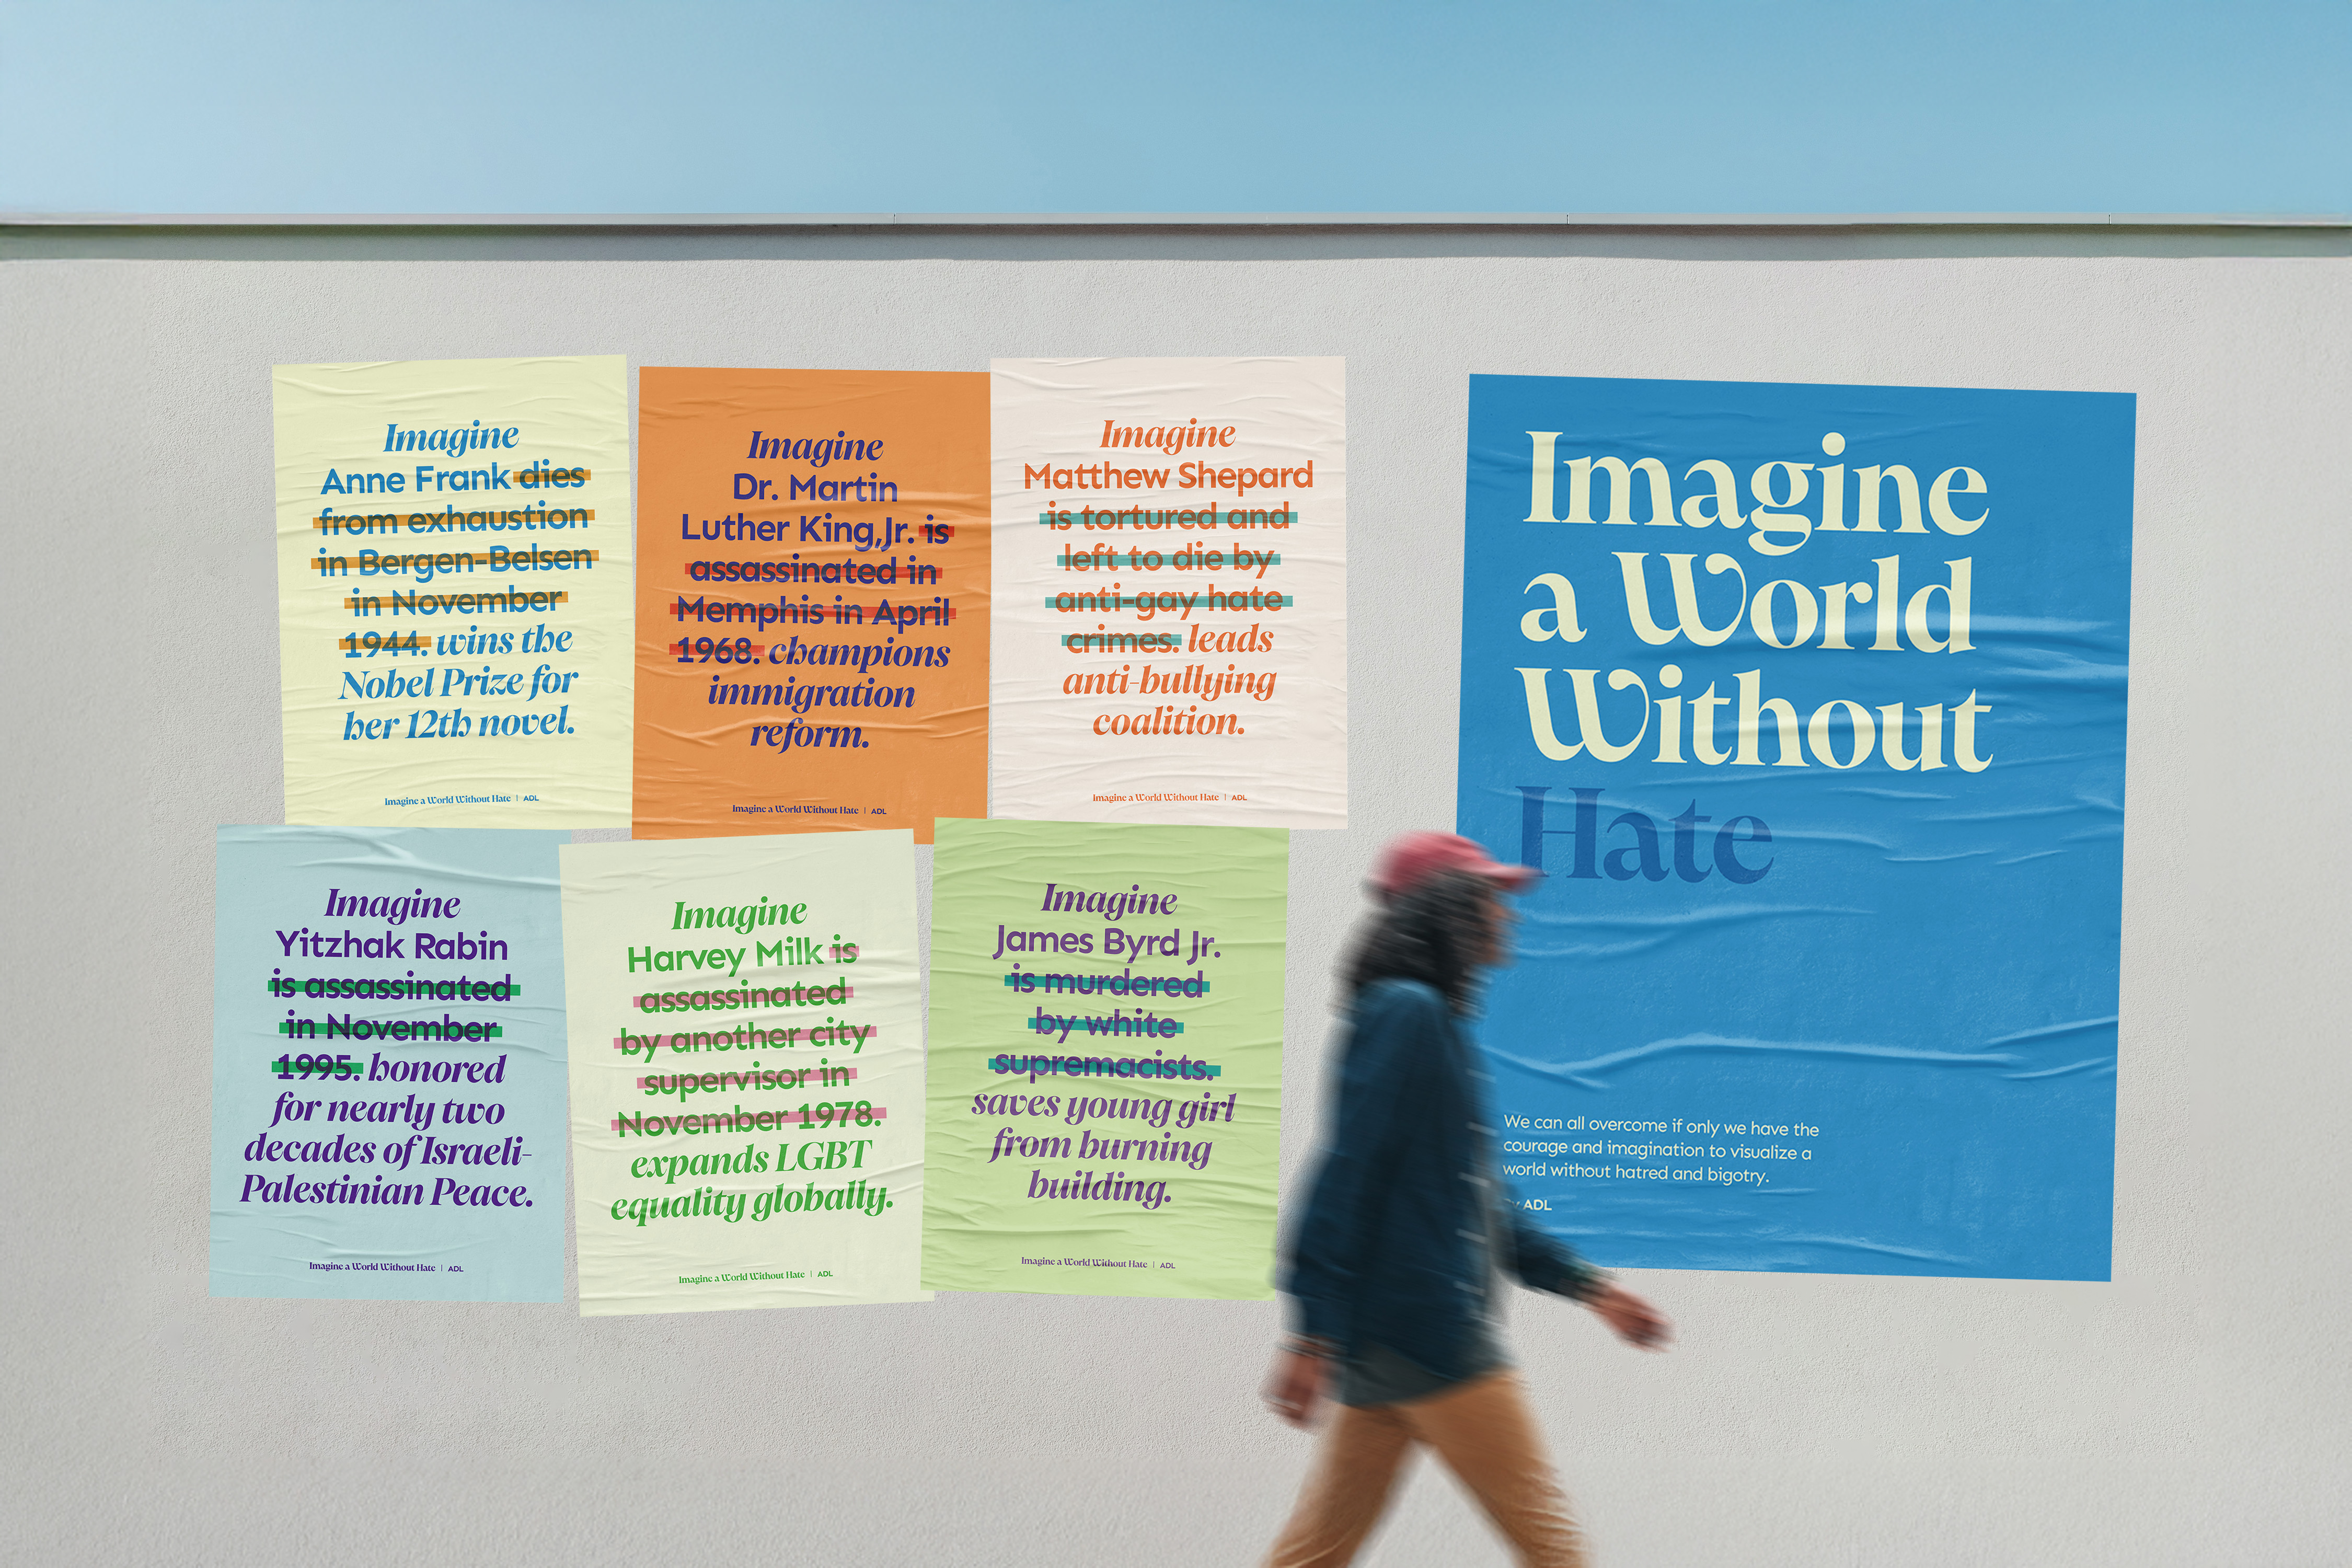 Imagine
Anne Frank dies
from exhaustion
in Bergen-Belsen
in November
1944. wins the
Nobel Prize for
her 12th novel.
Imagine a World Without Hate | ADL
Imagine
Dr. Martin
Luther King,Jr. is
assassinated in
Memphis in April
1968. champions
immigration
reform.
Imagine a World Without Hate | ADL
Imagine
Matthew Shepard
is tortured and
left to die by
anti-gay hate
crimes. leads
anti-bullying
coalition.
Imagine a World Without Hate | ADL
Imagine
Yitzhak Rabin
is assassinated
in November
1995. honored
for nearly two
decades of Israeli-
Palestinian Peace.
Imagine a World Without Hate | ADL
Imagine
Harvey Milk is
assassinated
by another city
supervisor in
November 1978.
expands LGBT
equality globally.
Imagine a World Without Hate | ADL
Imagine
James Byrd Jr.
is murdered
by white
supremacists.
saves young girl
from burning
building.
Imagine a World Without Hate | ADL
Imagine
a World
Without
Hate
We can all overcome if only we have the
courage and imagination to visualize a
world without hatred and bigotry.
ADL